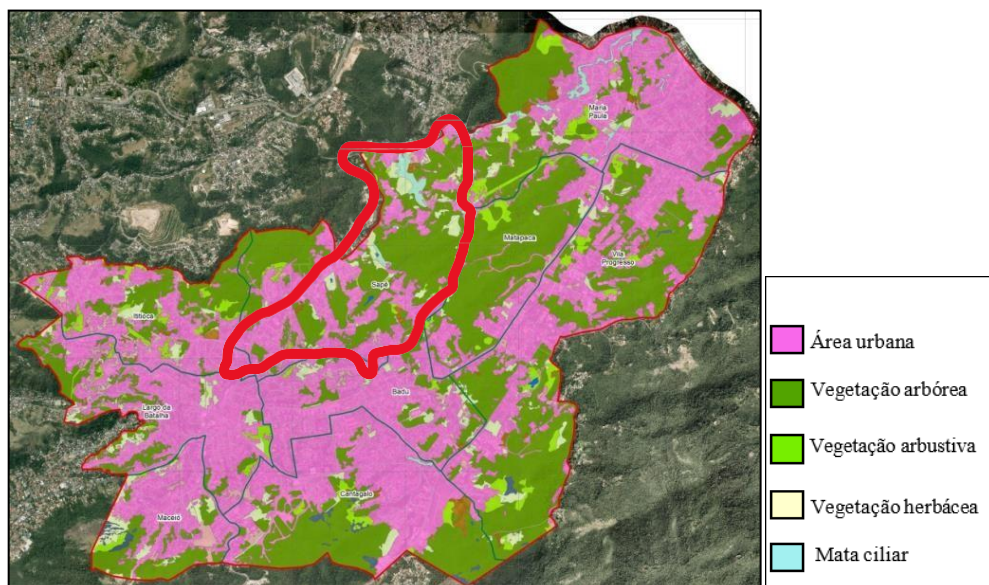 Maria
Paula
Matapaca
Vila
Progresso
Sapê
Ititioca
Badu
Largo da
Batalha
Cantagalo
Maceió
Área urbana
Vegetação arbórea
Vegetação arbustiva
Vegetação herbácea
Mata ciliar